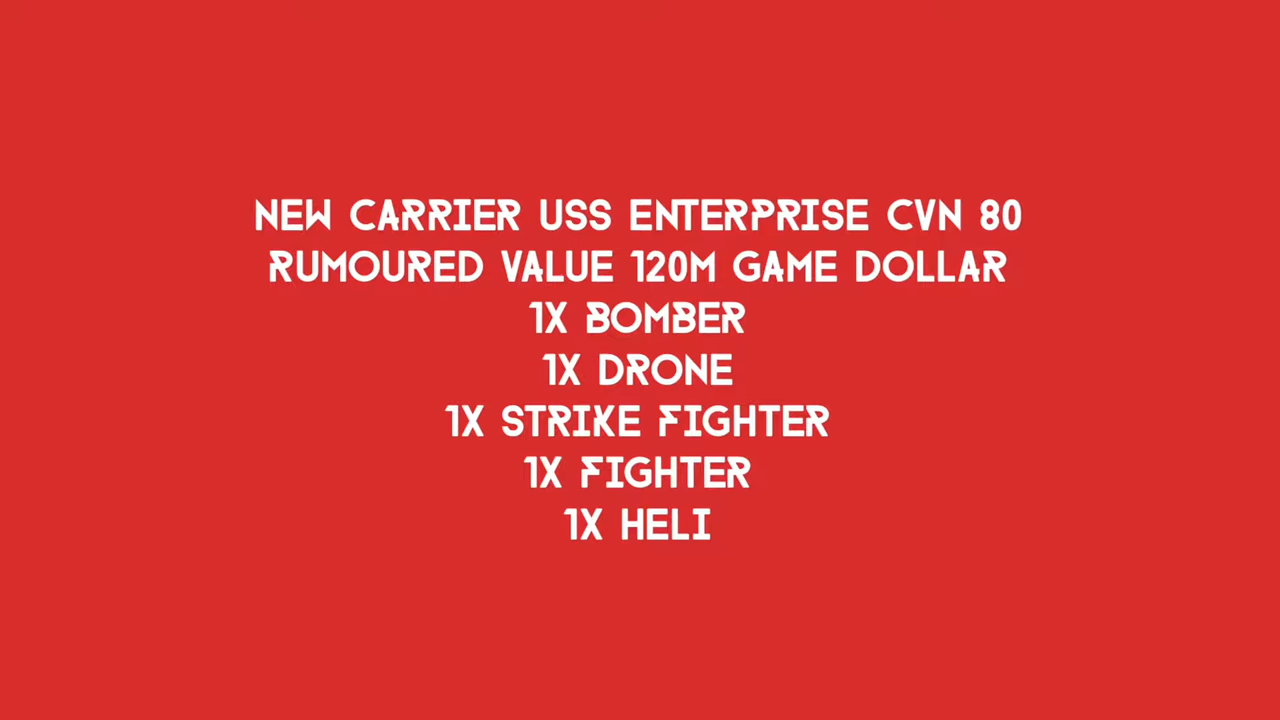 NEW CARRIER USS ENTERPRISE CVN 80
RUMOURED VALUE 120M GAME DOLLAR
1X BOMBER
1X DRONE
1X STRIKE FIGHTER
1X FIGHTER
1X HELI